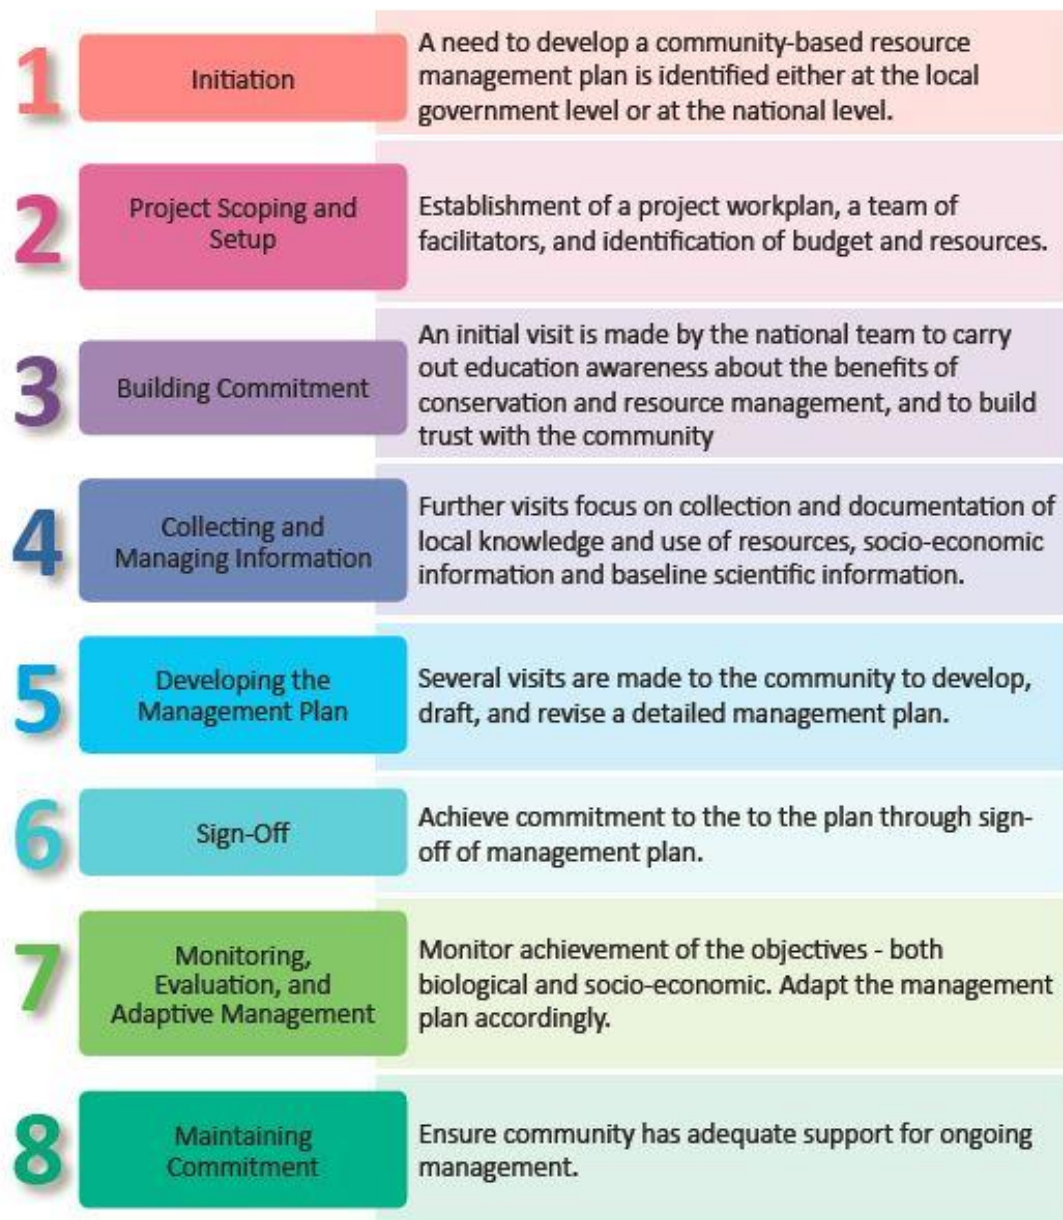 1
Initiation
A need to develop a community-based resource
management plan is identified either at the local
government level or at the national level.
2
Project Scoping and
Setup
Establishment of a project workplan, a team of
facilitators, and identification of budget and resources.
3
Building Commitment
An initial visit is made by the national team to carry
out education awareness about the benefits of
conservation and resource management, and to build
trust with the community
4
Collecting and
Managing Information
Further visits focus on collection and documentation of
local knowledge and use of resources, socio-economic
information and baseline scientific information.
5
Developing the
Management Plan
Several visits are made to the community to develop,
draft, and revise a detailed management plan.
6
Sign-Off
Achieve commitment to the to the plan through sign-
off of management plan.
7
Monitoring,
Evaluation, and
Adaptive Management
Monitor achievement of the objectives - both
biological and socio-economic. Adapt the management
plan accordingly.
8
Maintaining
Commitment
Ensure community has adequate support for ongoing
management.